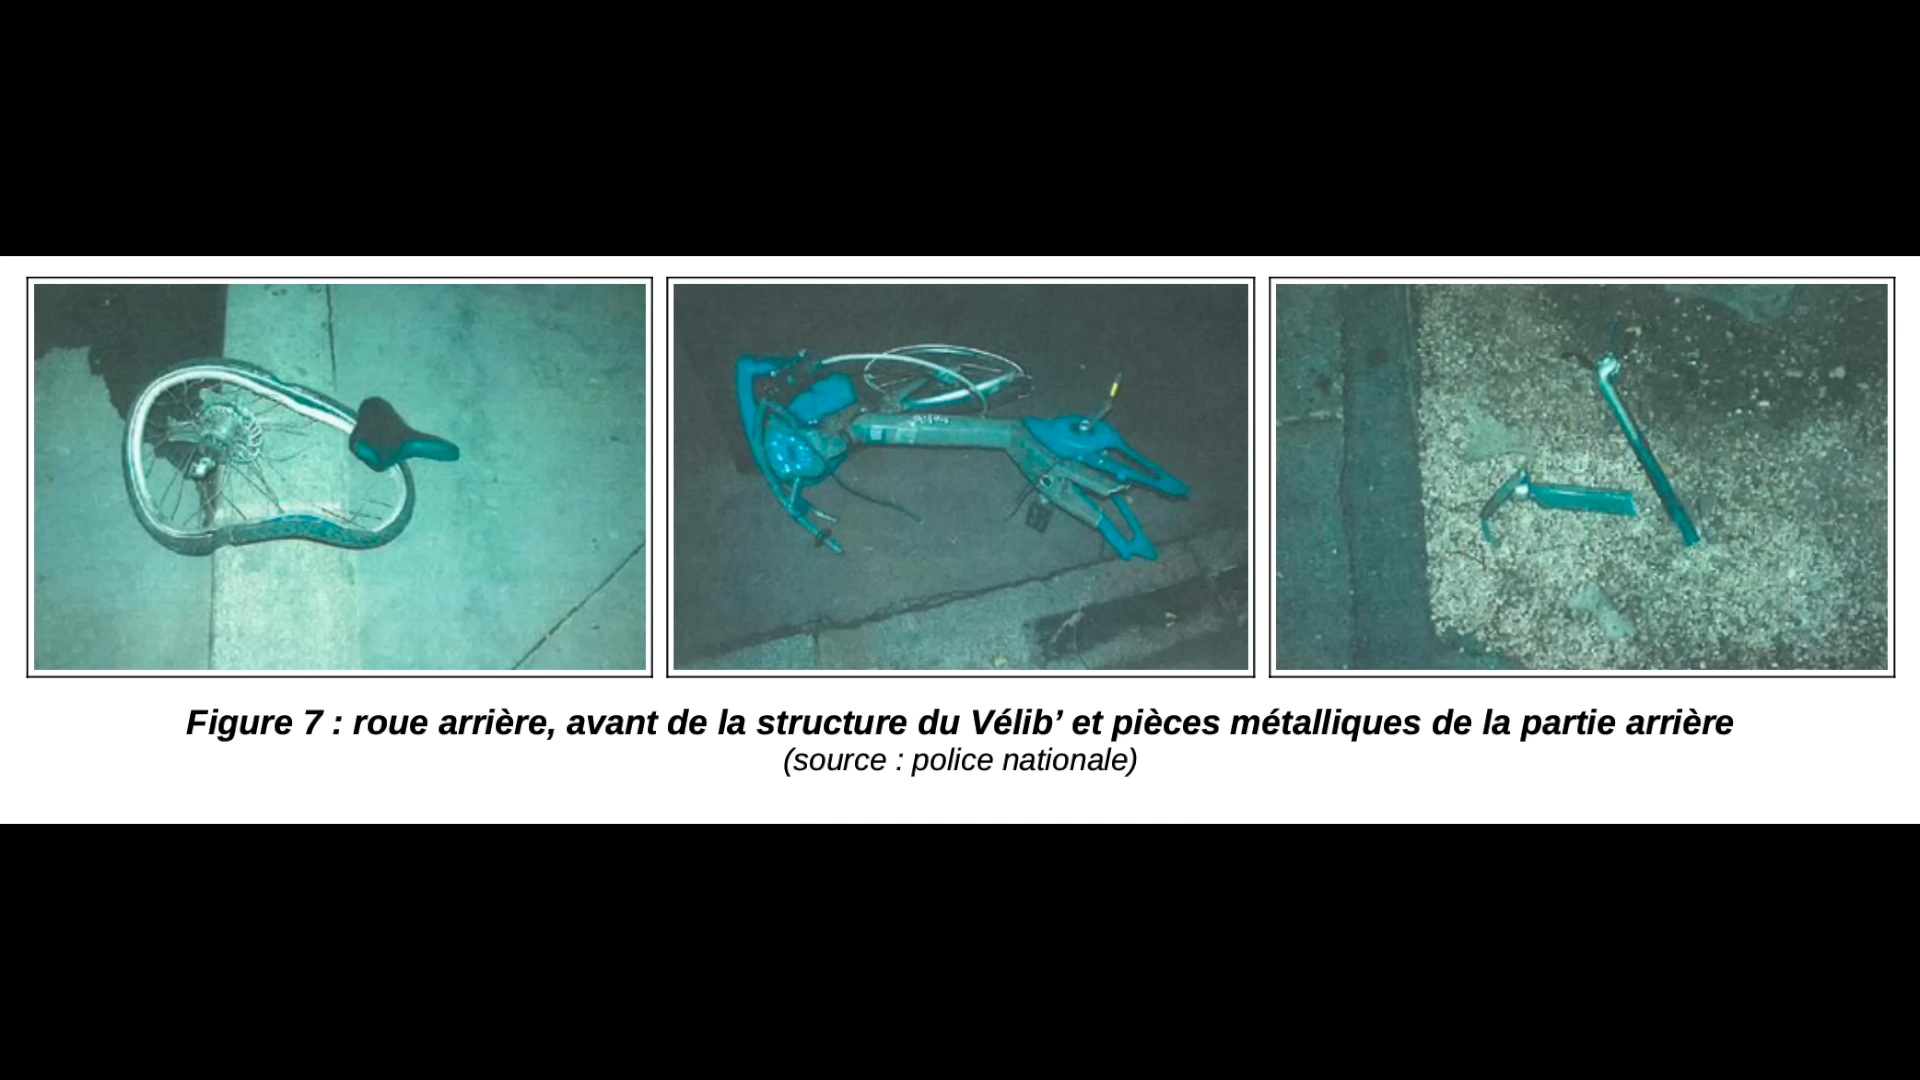 Figure 7 : roue arrière, avant de la structure du Vélib’ et pièces métalliques de la partie arrière
(source : police nationale)